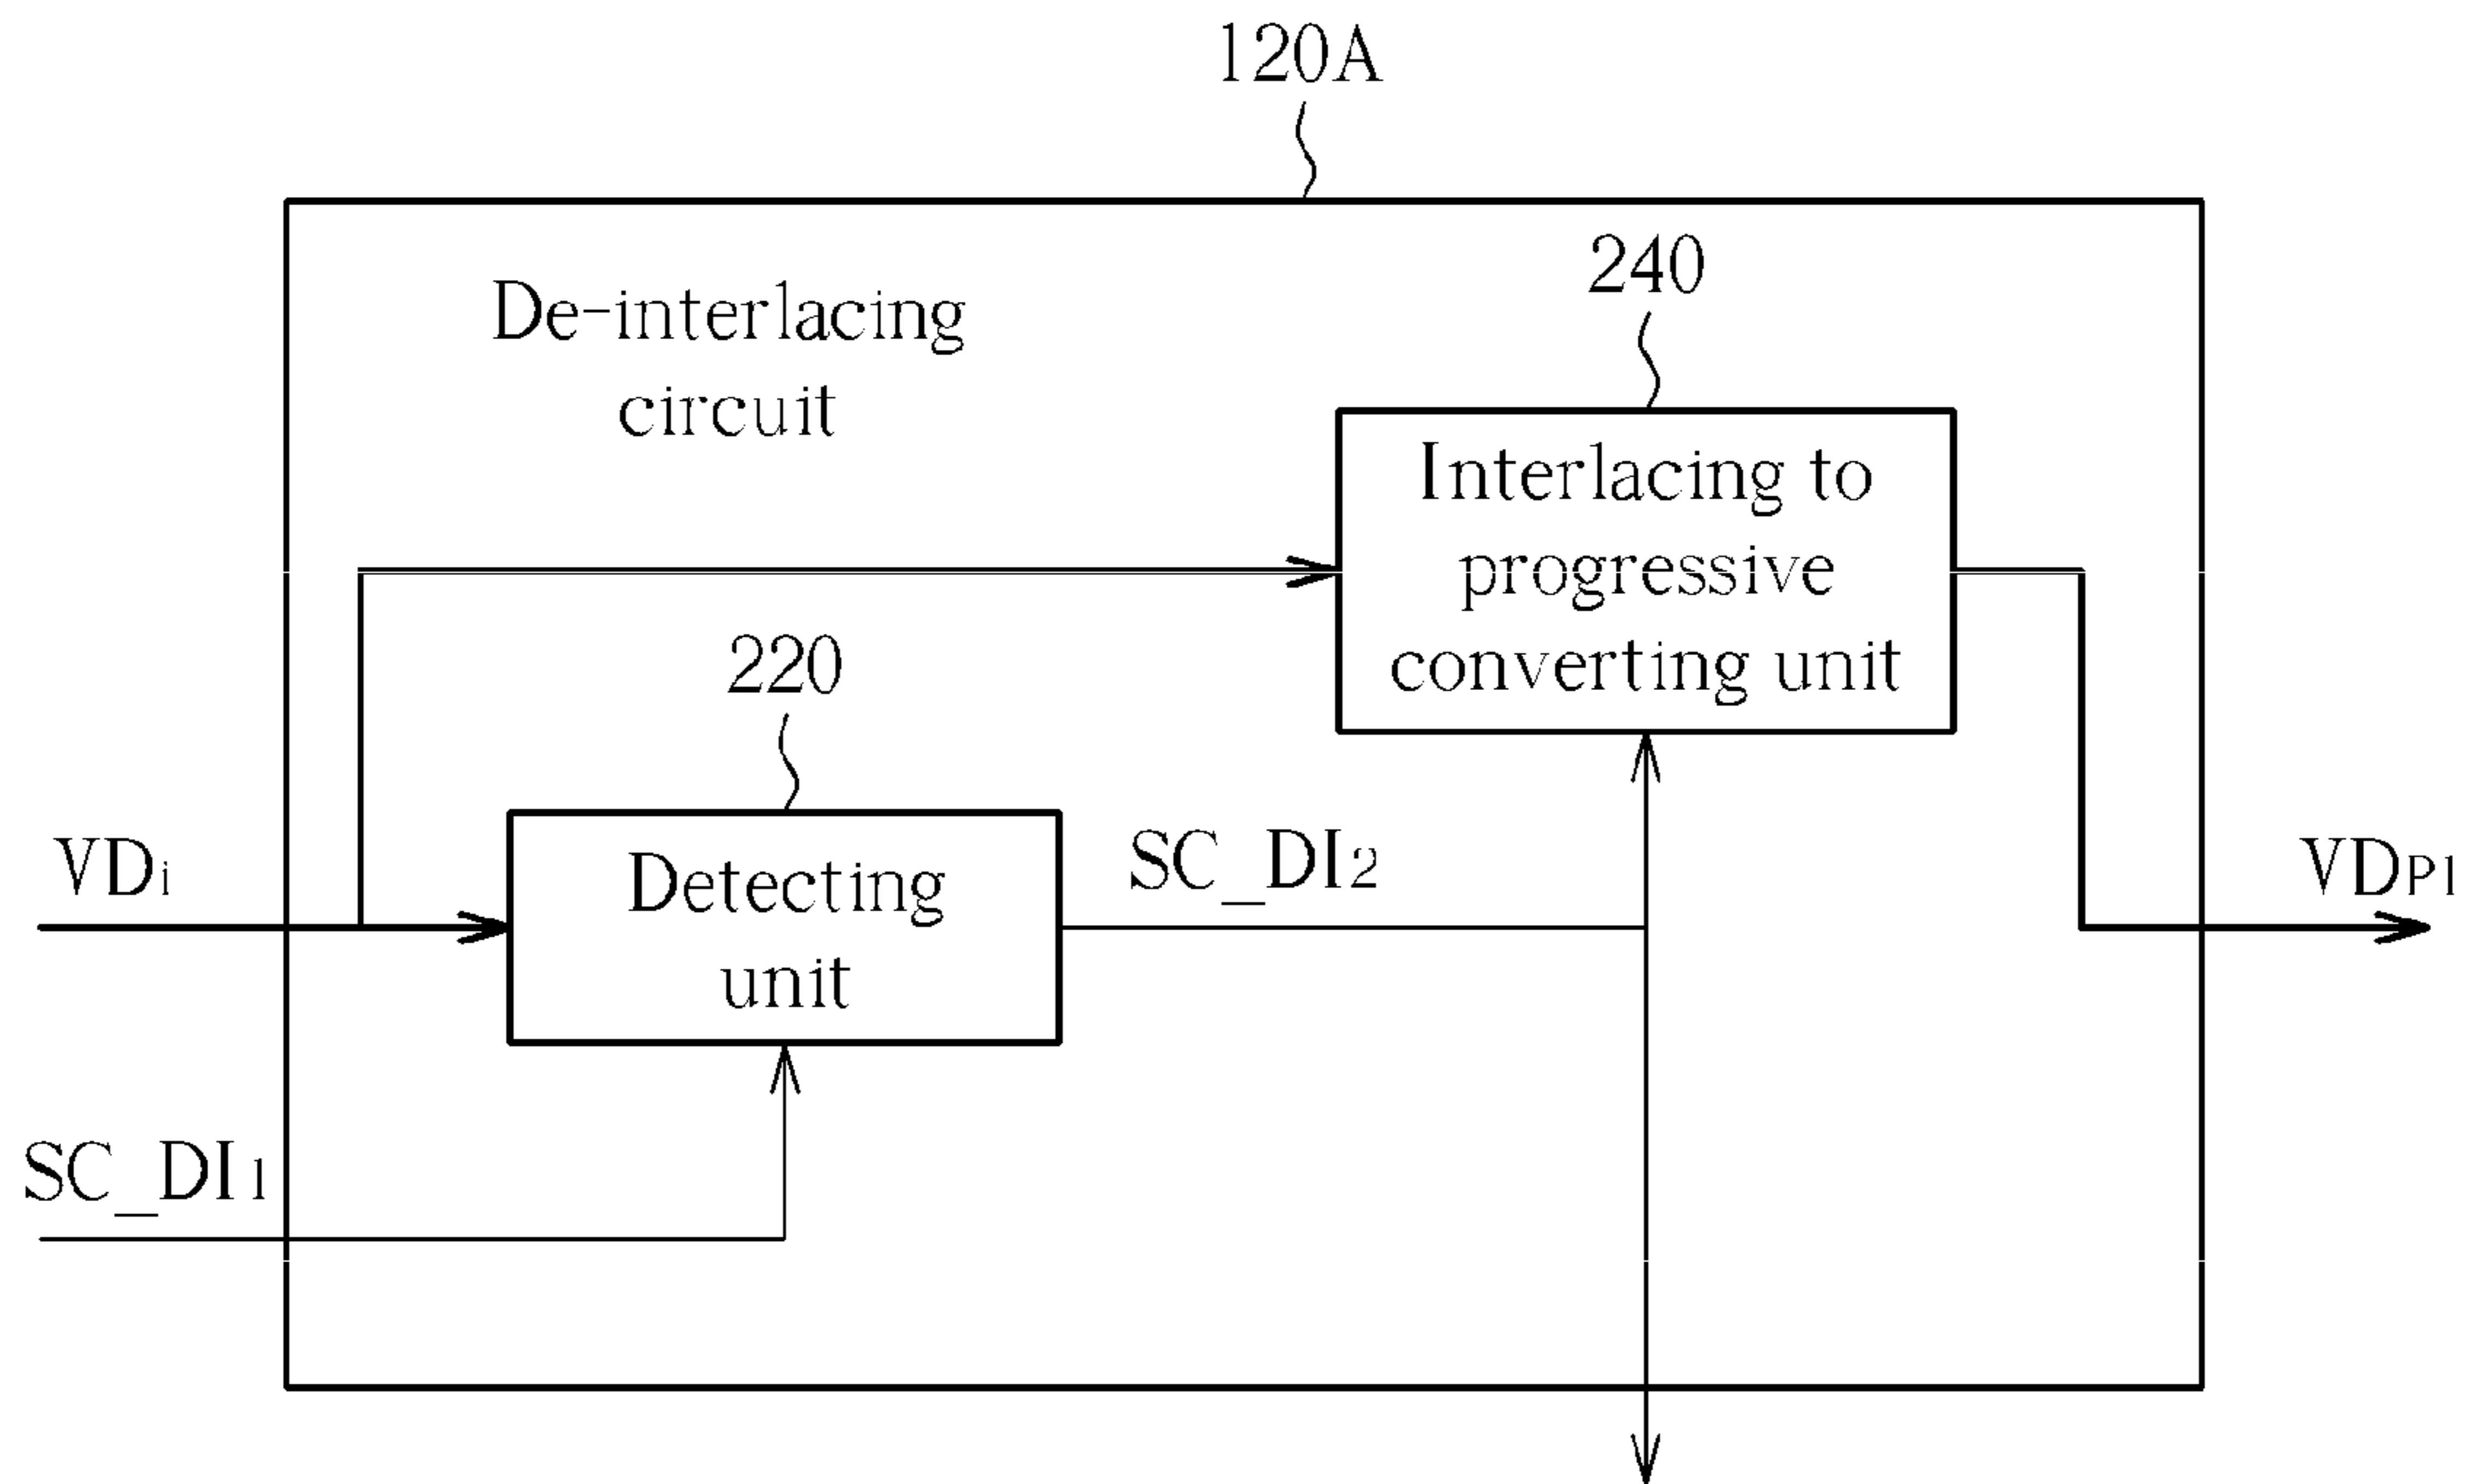 120A
De-interlacing
circuit
240
Interlacing to
progressive
converting unit
220
Detecting
unit
VDi
SC_DI2
VDP1
SC_DI1